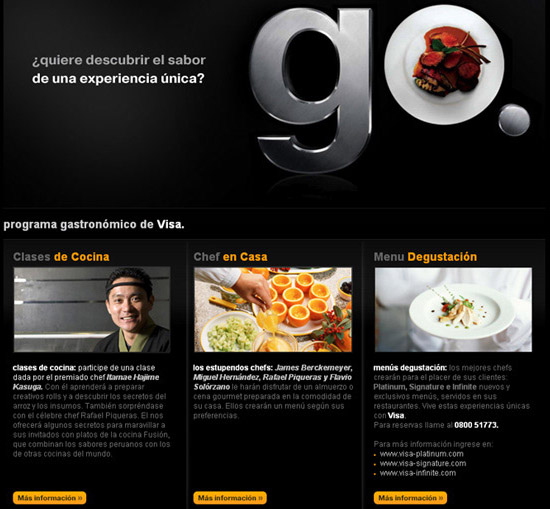 ¿quiere descubrir el sabor
de una experiencia única?
go.
programa gastronómico de Visa.
Clases de Cocina
clases de cocina: participe de una clase
dada por el premiado chef Itamae Hajime
Kasuga. Con él aprenderá a preparar
creativos rolls y a descubrir los secretos del
arroz y los insumos. También sorpréndase
con el célebre chef Rafael Piqueras. El nos
ofrecerá algunos secretos para maravillar a
sus invitados con platos de la cocina Fusión,
que combinan los sabores peruanos con los
de otras cocinas del mundo.
Más información »
Chef en Casa
los estupendos chefs: James Berckemeyer,
Miguel Hernández, Rafael Piqueras y Flavio
Solórzano le harán disfrutar de un almuerzo o
cena gourmet preparada en la comodidad de
su casa. Ellos crearán un menú según sus
preferencias.
Más información »
Menu Degustación
menús degustación: los mejores chefs
crearán para el placer de sus clientes:
Platinum, Signature e Infinite nuevos y
exclusivos menús, servidos en sus
restaurantes. Vive estas experiencias únicas
con Visa.
Para reservas llame al 0800 51773.
Para más información ingrese en:
www.visa-platinum.com
www.visa-signature.com
www.visa-infinite.com
Más información »